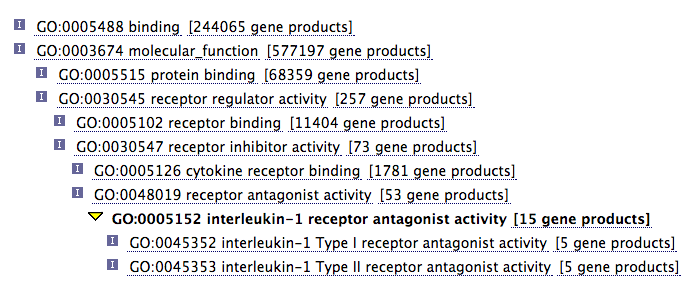 I GO:0005488 binding [244065 gene products]
I GO:0003674 molecular_function [577197 gene products]
I GO:0005515 protein binding [68359 gene products]
I GO:0030545 receptor regulator activity [257 gene products]
I GO:0005102 receptor binding [11404 gene products]
I GO:0030547 receptor inhibitor activity [73 gene products]
I GO:0005126 cytokine receptor binding [1781 gene products]
I GO:0048019 receptor antagonist activity [53 gene products]
GO:0005152 interleukin-1 receptor antagonist activity [15 gene products]
I GO:0045352 interleukin-1 Type I receptor antagonist activity [5 gene products]
I GO:0045353 interleukin-1 Type II receptor antagonist activity [5 gene products]